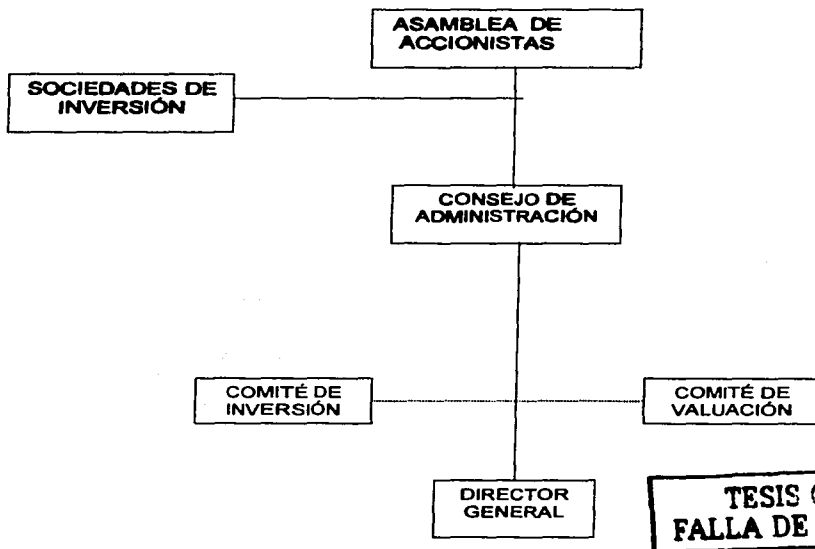 ASAMBLEA DE
ACCIONISTAS
SOCIEDADES DE
INVERSIÓN
CONSEJO DE
ADMINISTRACIÓN
COMITÉ DE
INVERSIÓN
COMITÉ DE
VALUACIÓN
DIRECTOR
GENERAL
TESIS
FALLA DE